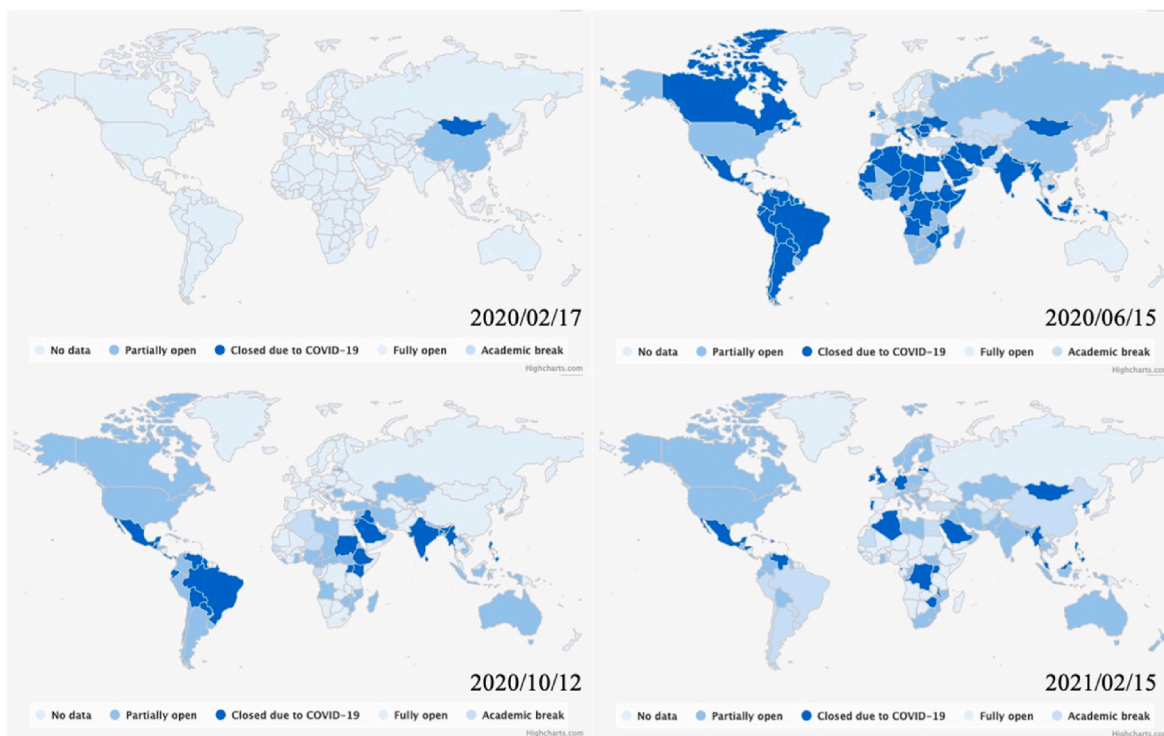 2020/02/17
No data Partially open Closed due to COVID-19 Fully open Academic break
Highcharts.com
2020/06/15
No data Partially open Closed due to COVID-19 Fully open Academic break
Highcharts.com
2020/10/12
No data Partially open Closed due to COVID-19 Fully open Academic break
Highcharts.com
2021/02/15
No data Partially open Closed due to COVID-19 Fully open Academic break
Highcharts.com